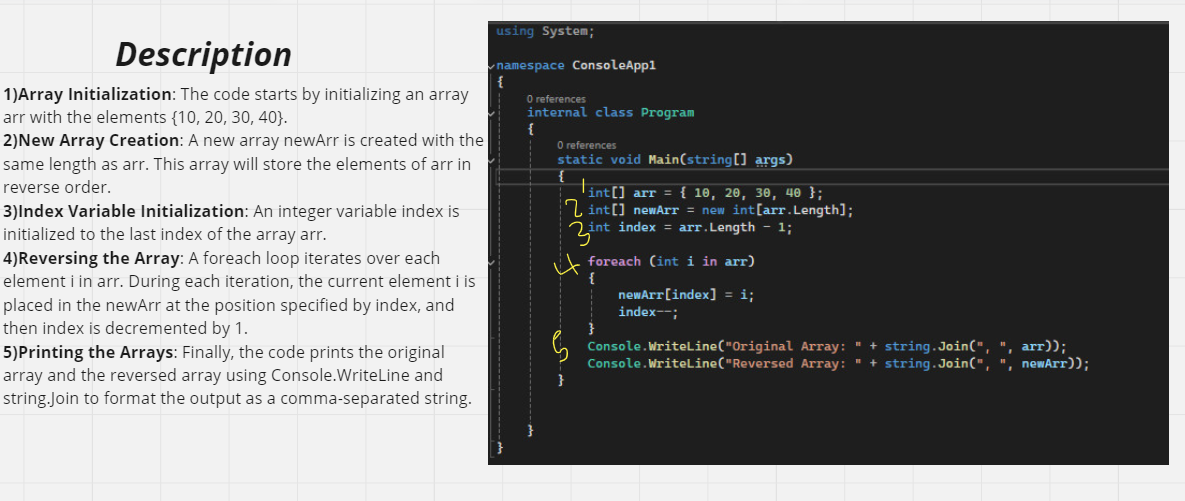 Description
1)Array Initialization: The code starts by initializing an array
arr with the elements {10, 20, 30, 40}.
2)New Array Creation: A new array newArr is created with the
same length as arr. This array will store the elements of arr in
reverse order.
3)Index Variable Initialization: An integer variable index is
initialized to the last index of the array arr.
4)Reversing the Array: A foreach loop iterates over each
element i in arr. During each iteration, the current element i is
placed in the newArr at the position specified by index, and
then index is decremented by 1.
5)Printing the Arrays: Finally, the code prints the original
array and the reversed array using Console.WriteLine and
string.Join to format the output as a comma-separated string.
using System;
namespace ConsoleApp1
{
0 references
internal class Program
{
0 references
static void Main(string[] args)
{
1 int[] arr = { 10, 20, 30, 40 };
2 int[] newArr = new int[arr.Length];
3 int index = arr.Length - 1;
4 foreach (int i in arr)
{
newArr[index] = i;
index--;
}
5 Console.WriteLine("Original Array: " + string.Join(", ", arr));
Console.WriteLine("Reversed Array: " + string.Join(", ", newArr));
}
}
}